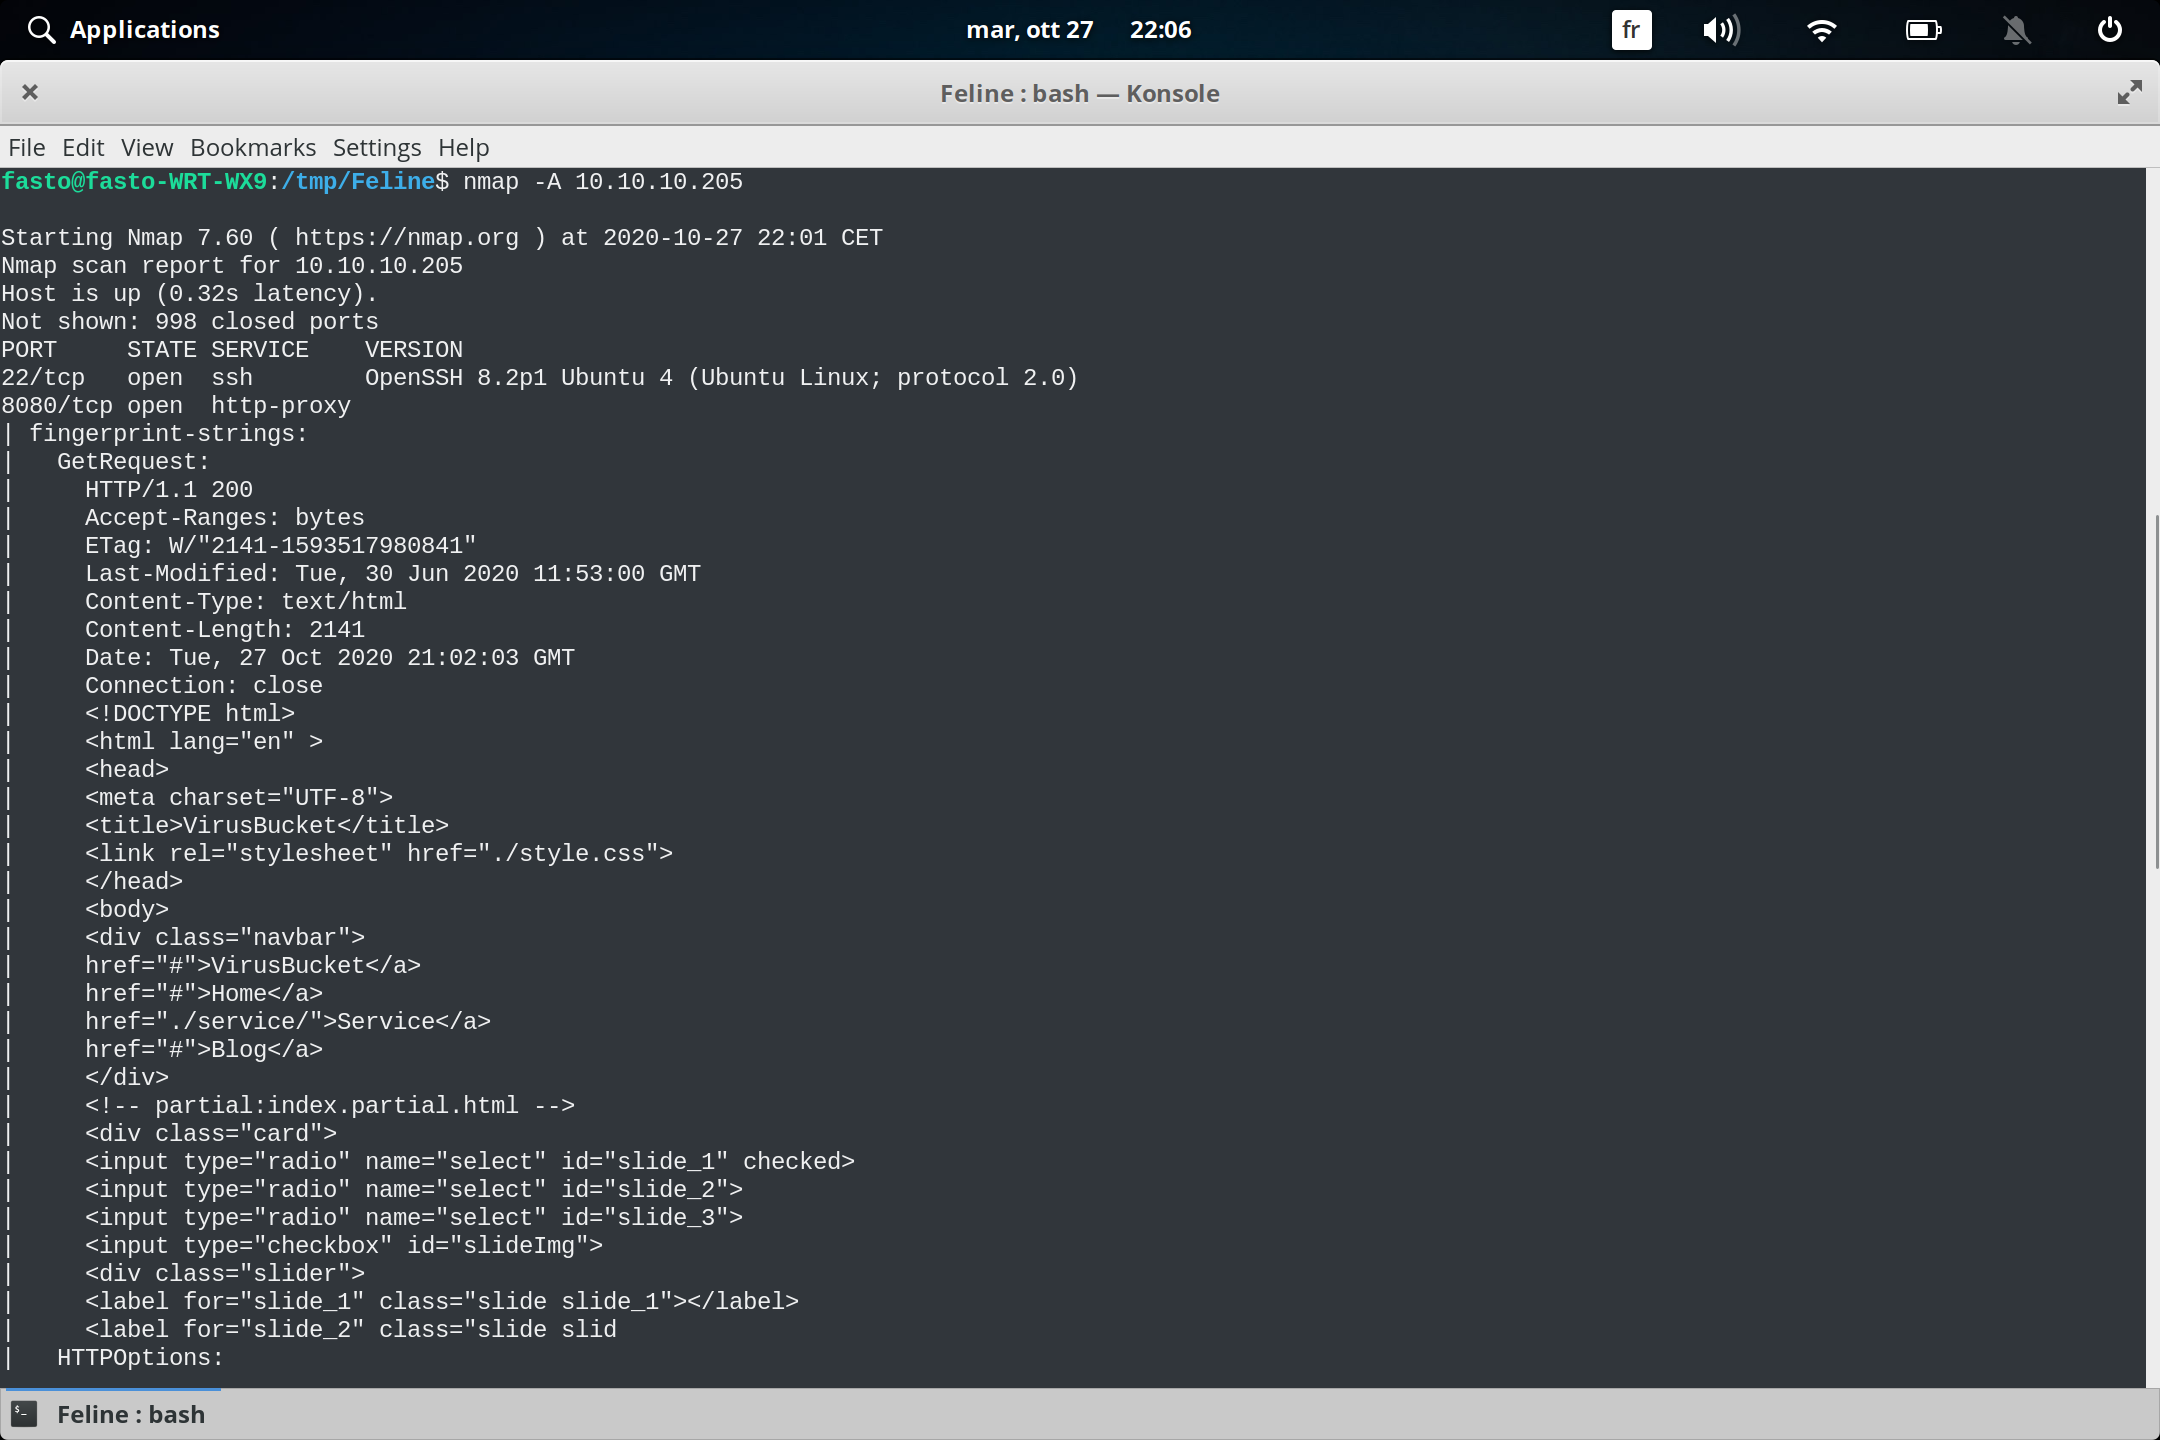 Applications
mar, ott 27 22:06
fr
Feline : bash — Konsole
File Edit View Bookmarks Settings Help
fasto@fasto-WRT-WX9:/tmp/Feline$ nmap -A 10.10.10.205
Starting Nmap 7.60 ( https://nmap.org ) at 2020-10-27 22:01 CET
Nmap scan report for 10.10.10.205
Host is up (0.32s latency).
Not shown: 998 closed ports
PORT     STATE SERVICE    VERSION
22/tcp   open  ssh        OpenSSH 8.2p1 Ubuntu 4 (Ubuntu Linux; protocol 2.0)
8080/tcp open  http-proxy
| fingerprint-strings:
|   GetRequest:
|     HTTP/1.1 200
|     Accept-Ranges: bytes
|     ETag: W/"2141-1593517980841"
|     Last-Modified: Tue, 30 Jun 2020 11:53:00 GMT
|     Content-Type: text/html
|     Content-Length: 2141
|     Date: Tue, 27 Oct 2020 21:02:03 GMT
|     Connection: close
|     <!DOCTYPE html>
|     <html lang="en" >
|     <head>
|     <meta charset="UTF-8">
|     <title>VirusBucket</title>
|     <link rel="stylesheet" href="./style.css">
|     </head>
|     <body>
|     <div class="navbar">
|     href="#">VirusBucket</a>
|     href="#">Home</a>
|     href="./service/">Service</a>
|     href="#">Blog</a>
|     </div>
|     <!-- partial:index.partial.html -->
|     <div class="card">
|     <input type="radio" name="select" id="slide_1" checked>
|     <input type="radio" name="select" id="slide_2">
|     <input type="radio" name="select" id="slide_3">
|     <input type="checkbox" id="slideImg">
|     <div class="slider">
|     <label for="slide_1" class="slide slide_1"></label>
|     <label for="slide_2" class="slide slid
|   HTTPOptions:
Feline : bash